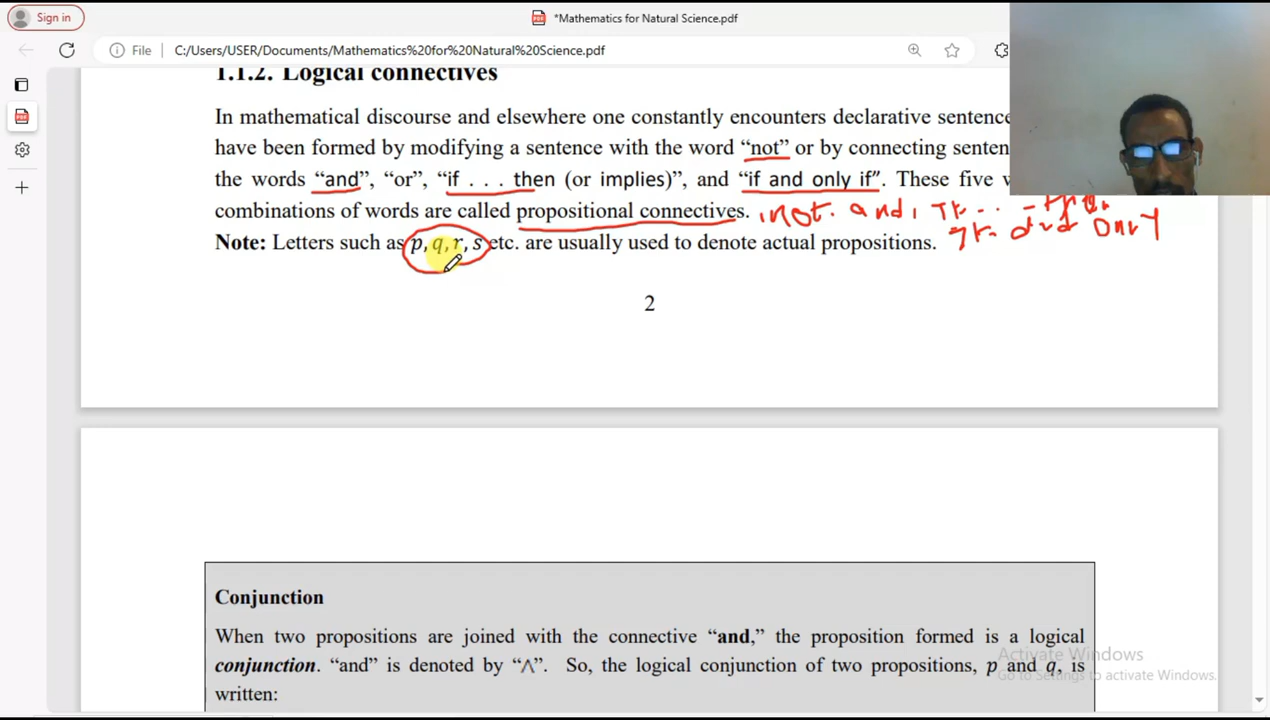 Sign in
*Mathematics for Natural Science.pdf
File
C:/Users/USER/Documents/Mathematics%20for%20Natural%20Science.pdf
1.1.2. Logical connectives
In mathematical discourse and elsewhere one constantly encounters declarative sentence
have been formed by modifying a sentence with the word “not” or by connecting senten
the words “and”, “or”, “if . . . then (or implies)”, and “if and only if”. These five w
combinations of words are called propositional connectives. not. and,
Note: Letters such as p, q, r, s etc. are usually used to denote actual propositions. only
2
Conjunction
When two propositions are joined with the connective “and,” the proposition formed is a logical
conjunction. “and” is denoted by “∧”. So, the logical conjunction of two propositions, p and q, is
written:
Activate Windows
Go to Settings to activate Windows.